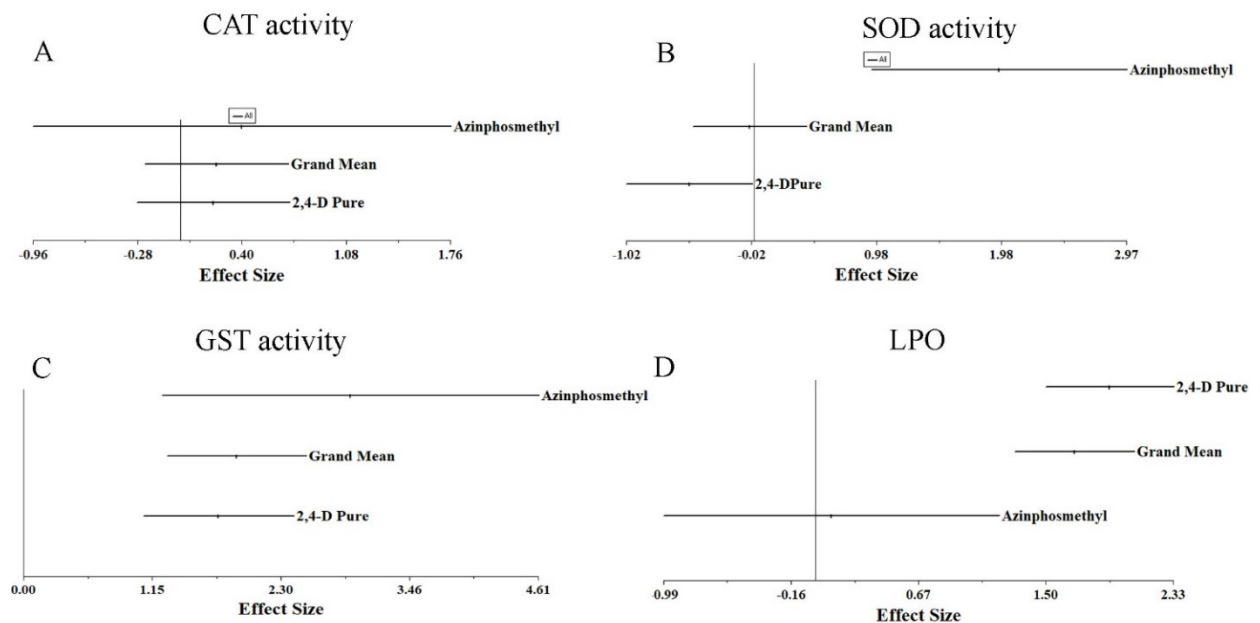 CAT activity
A
All
Azinphosmethyl
Grand Mean
2,4-D Pure
-0.96 -0.28 0.40 1.08 1.76
Effect Size
SOD activity
B
All
Azinphosmethyl
Grand Mean
2,4-DPure
-1.02 -0.02 0.98 1.98 2.97
Effect Size
GST activity
C
Azinphosmethyl
Grand Mean
2,4-D Pure
0.00 1.15 2.30 3.46 4.61
Effect Size
LPO
D
2,4-D Pure
Grand Mean
Azinphosmethyl
-0.99 -0.16 0.67 1.50 2.33
Effect Size